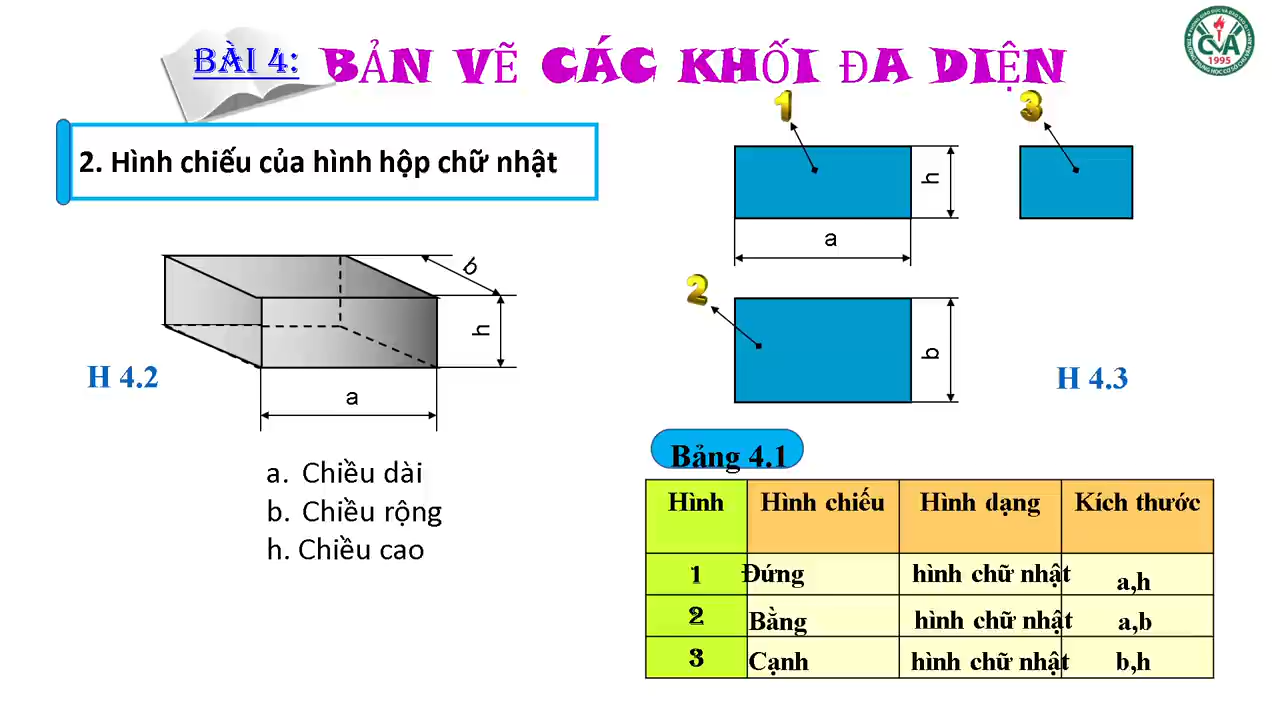 BÀI 4: BẢN VẼ CÁC KHỐI ĐA DIỆN
CVA
1995
2. Hình chiếu của hình hộp chữ nhật
b
h
a
H 4.2
a. Chiều dài
b. Chiều rộng
h. Chiều cao
1
3
h
a
2
b
H 4.3
Bảng 4.1
Hình Hình chiếu Hình dạng Kích thước
1 Đứng hình chữ nhật a,h
2 Bằng hình chữ nhật a,b
3 Cạnh hình chữ nhật b,h